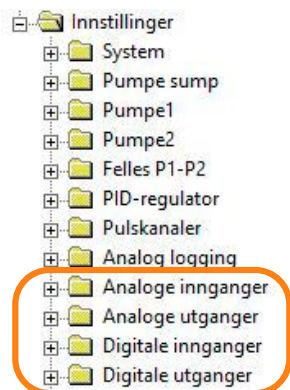 Innstillinger
System
Pumpe sump
Pumpe1
Pumpe2
Felles P1-P2
PID-regulator
Pulskanaler
Analog logging
Analoge innganger
Analoge utganger
Digitale innganger
Digitale utganger